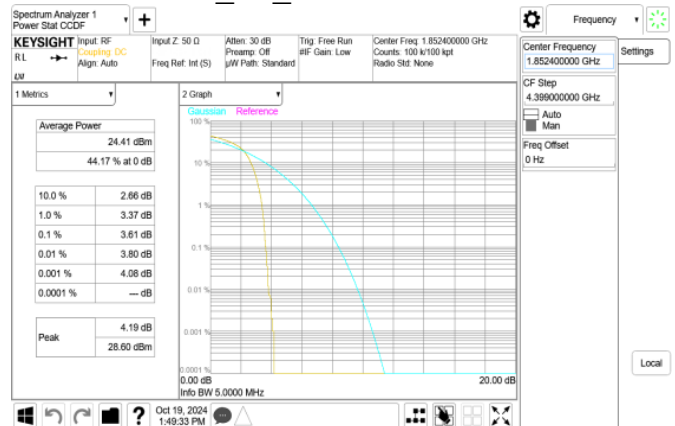 Spectrum Analyzer 1
Power Stat CCDF
+
Frequency
KEYSIGHT
RL
Input: RF
Coupling: DC
Align: Auto
Input Z: 50 Ω
Freq Ref: Int (S)
Atten: 30 dB
Preamp: Off
µW Path: Standard
Trig: Free Run
#IF Gain: Low
Center Freq: 1.852400000 GHz
Counts: 100 k/100 kpt
Radio Std: None
Center Frequency
1.852400000 GHz
Settings
CF Step
4.399000000 GHz
Auto
Man
Freq Offset
0 Hz
Local
1 Metrics
Average Power
24.41 dBm
44.17 % at 0 dB
10.0 % 2.66 dB
1.0 % 3.37 dB
0.1 % 3.61 dB
0.01 % 3.80 dB
0.001 % 4.08 dB
0.0001 % --- dB
Peak
4.19 dB
28.60 dBm
2 Graph
Gaussian Reference
100 %
10 %
1 %
0.1 %
0.01 %
0.001 %
0.0001 %
0.00 dB 20.00 dB
Info BW 5.0000 MHz
?
Oct 19, 2024
1:49:33 PM